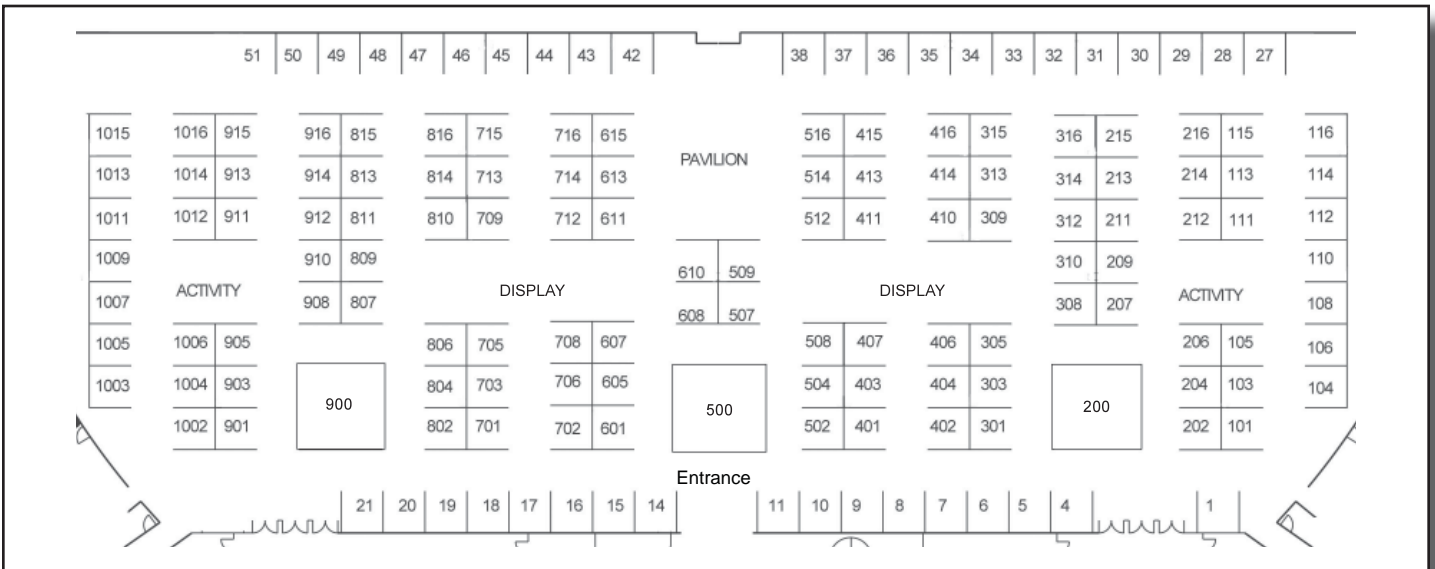 51 50 49 48 47 46 45 44 43 42 38 37 36 35 34 33 32 31 30 29 28 27
1015 1016 915 916 815 816 715 716 615 516 415 416 315 316 215 216 115 116
PAVILION
1013 1014 913 914 813 814 713 714 613 514 413 414 313 314 213 214 113 114
1011 1012 911 912 811 810 709 712 611 512 411 410 309 312 211 212 111 112
1009 910 809 610 509 310 209 110
ACTIVITY DISPLAY DISPLAY ACTIVITY
1007 908 807 608 507 308 207 108
1005 1006 905 806 705 708 607 508 407 406 305 206 105 106
1003 1004 903 804 703 706 605 504 403 404 303 204 103 104
900 500 200
1002 901 802 701 702 601 502 401 402 301 202 101
Entrance
21 20 19 18 17 16 15 14 11 10 9 8 7 6 5 4 1